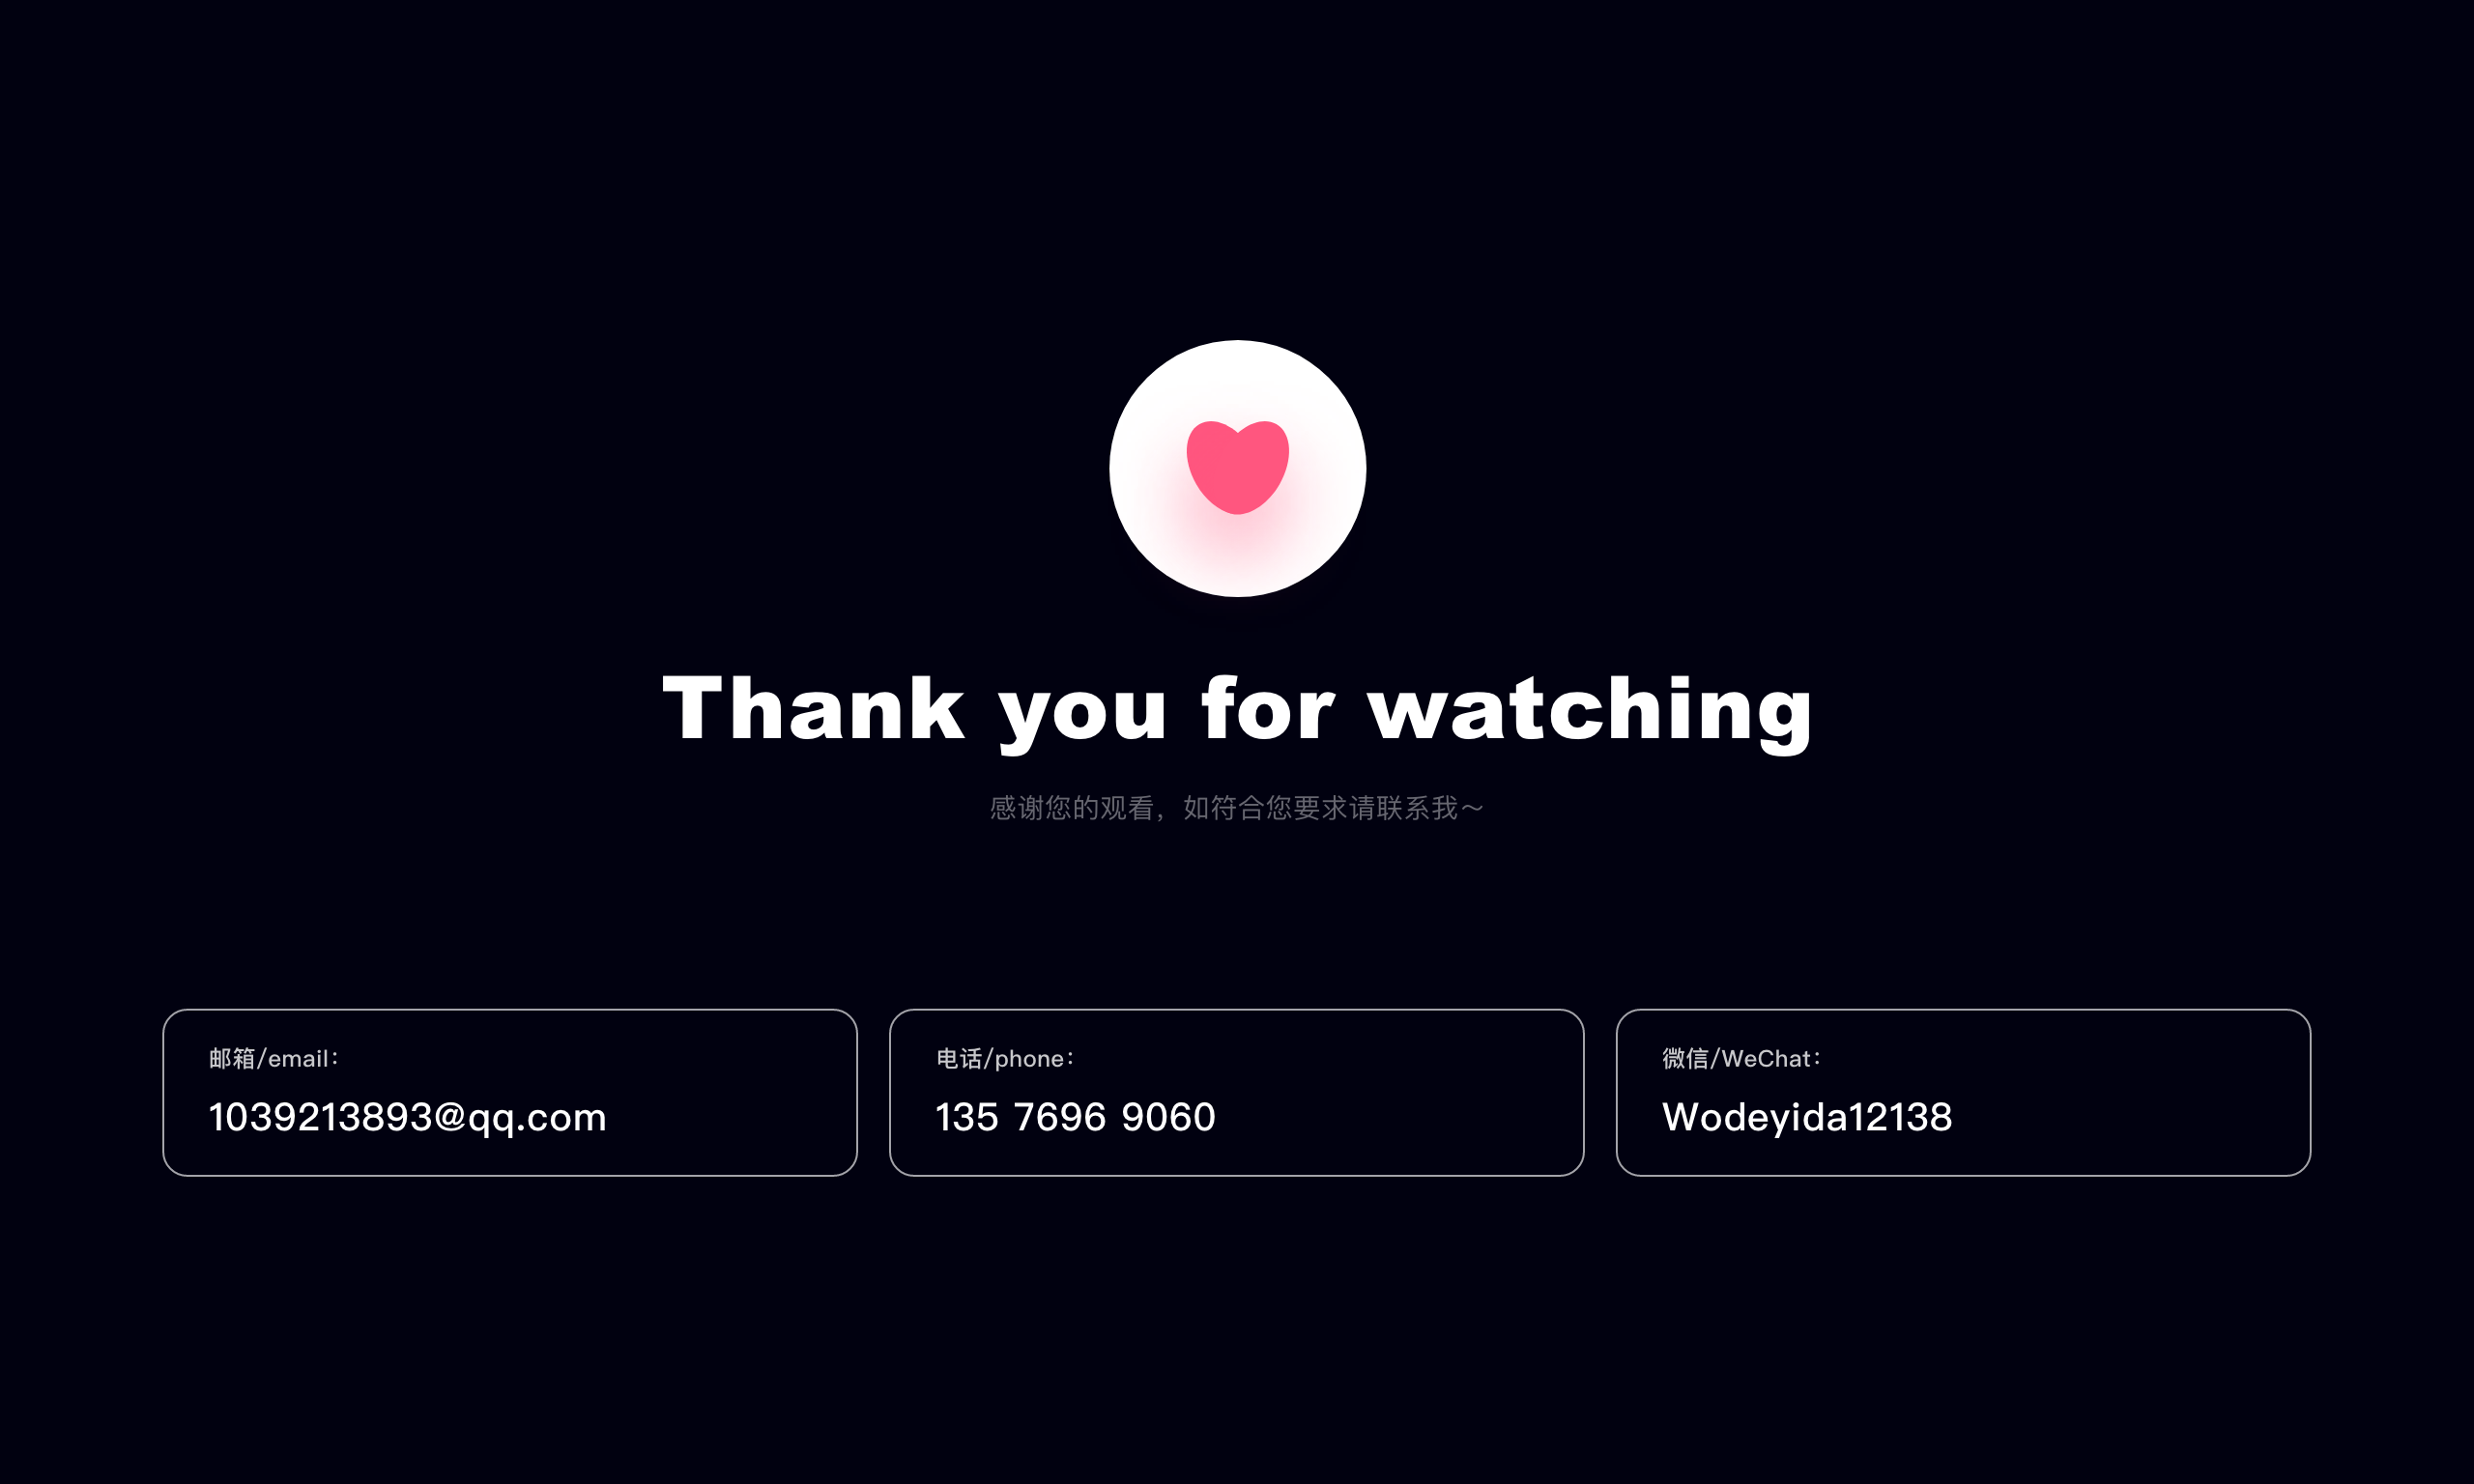 Thank you for watching
感谢您的观看，如符合您要求请联系我～
邮箱/email：
1039213893@qq.com
电话/phone：
135 7696 9060
微信/WeChat：
Wodeyida12138